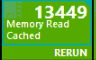 13449
Memory Read
Cached
RERUN